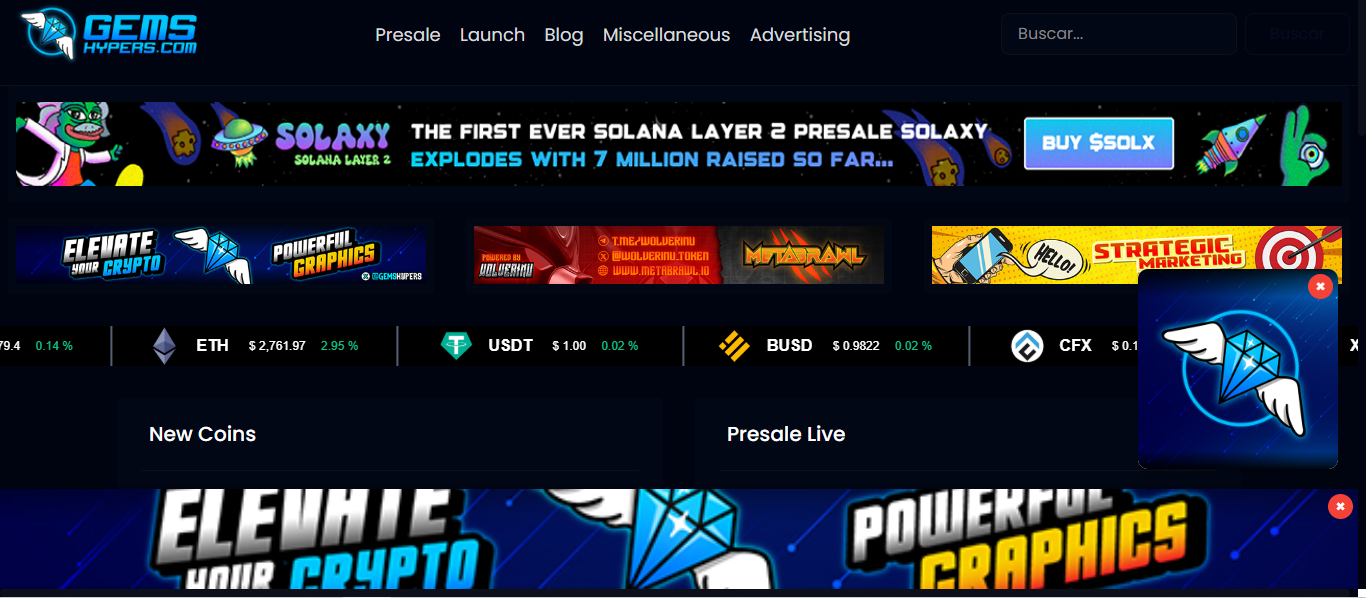 GEMS
HYPERS.COM
Presale Launch Blog Miscellaneous Advertising
Buscar...
Buscar
SOLAXY
SOLANA LAYER 2
THE FIRST EVER SOLANA LAYER 2 PRESALE SOLAXY
EXPLODES WITH 7 MILLION RAISED SO FAR...
BUY $SOLX
ELEVATE
YOUR CRYPTO
POWERFUL
GRAPHICS
@GEMSHYPERS
POWERED BY
WOLVERINU
T.ME/WOLVERINU
@WOLVERINU.TOKEN
WWW.METABRAWL.IO
METABRAWL
HELLO!
STRATEGIC
MARKETING
79.4 0.14 %
ETH $ 2,761.97 2.95 %
USDT $ 1.00 0.02 %
BUSD $ 0.9822 0.02 %
CFX $ 0.1
X
New Coins
Presale Live
ELEVATE
YOUR CRYPTO
POWERFUL
GRAPHICS